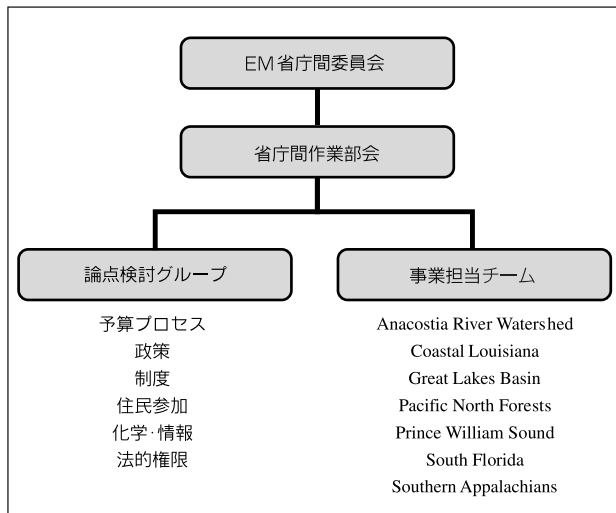 EM省庁間委員会
省庁間作業部会
論点検討グループ
予算プロセス
政策
制度
住民参加
化学·情報
法的権限
事業担当チーム
Anacostia River Watershed
Coastal Louisiana
Great Lakes Basin
Pacific North Forests
Prince William Sound
South Florida
Southern Appalachians